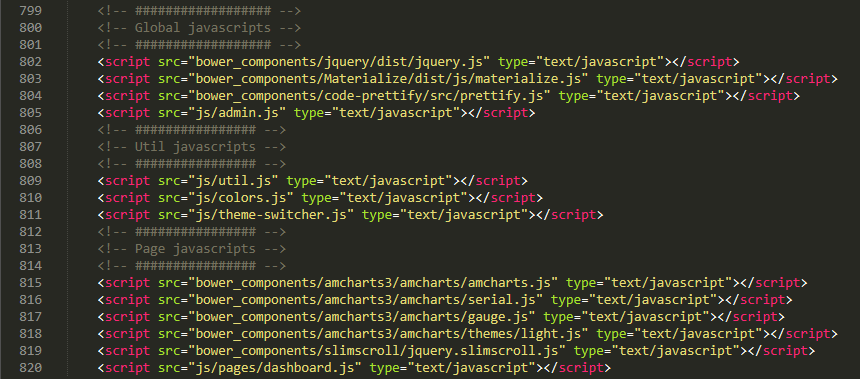 799 <!-- ################## -->
800 <!-- Global javascripts -->
801 <!-- ################## -->
802 <script src="bower_components/jquery/dist/jquery.js" type="text/javascript"></script>
803 <script src="bower_components/Materialize/dist/js/materialize.js" type="text/javascript"></script>
804 <script src="bower_components/code-prettify/src/prettify.js" type="text/javascript"></script>
805 <script src="js/admin.js" type="text/javascript"></script>
806 <!-- ################ -->
807 <!-- Util javascripts -->
808 <!-- ################ -->
809 <script src="js/util.js" type="text/javascript"></script>
810 <script src="js/colors.js" type="text/javascript"></script>
811 <script src="js/theme-switcher.js" type="text/javascript"></script>
812 <!-- ################ -->
813 <!-- Page javascripts -->
814 <!-- ################ -->
815 <script src="bower_components/amcharts3/amcharts/amcharts.js" type="text/javascript"></script>
816 <script src="bower_components/amcharts3/amcharts/serial.js" type="text/javascript"></script>
817 <script src="bower_components/amcharts3/amcharts/gauge.js" type="text/javascript"></script>
818 <script src="bower_components/amcharts3/amcharts/themes/light.js" type="text/javascript"></script>
819 <script src="bower_components/slimscroll/jquery.slimscroll.js" type="text/javascript"></script>
820 <script src="js/pages/dashboard.js" type="text/javascript"></script>